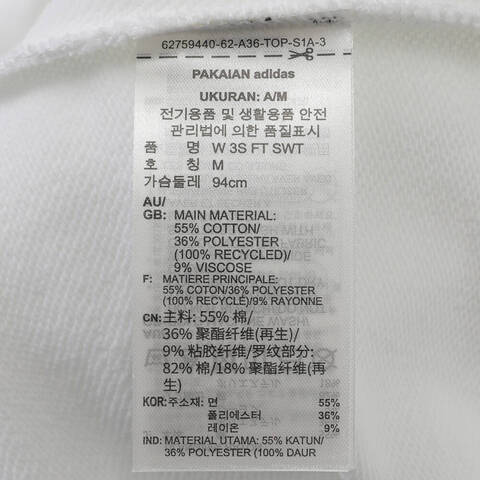 62759440-62-A36-TOP-S1A-3
PAKAIAN adidas
UKURAN: A/M
전기용품 및 생활용품 안전
관리법에 의한 품질표시
품 명 W 3S FT SWT
호 칭 M
가슴둘레 94cm
AU/
GB: MAIN MATERIAL:
55% COTTON/
36% POLYESTER
(100% RECYCLED)/
9% VISCOSE
F: MATIERE PRINCIPALE:
55% COTON/36% POLYESTER
(100% RECYCLE)/9% RAYONNE
CN: 主料: 55% 棉/
36% 聚酯纤维(再生)/
9% 粘胶纤维/罗纹部分:
82% 棉/18% 聚酯纤维(再
生)
KOR: 주소재: 면 55%
폴리에스터 36%
레이온 9%
IND: MATERIAL UTAMA: 55% KATUN/
36% POLYESTER (100% DAUR